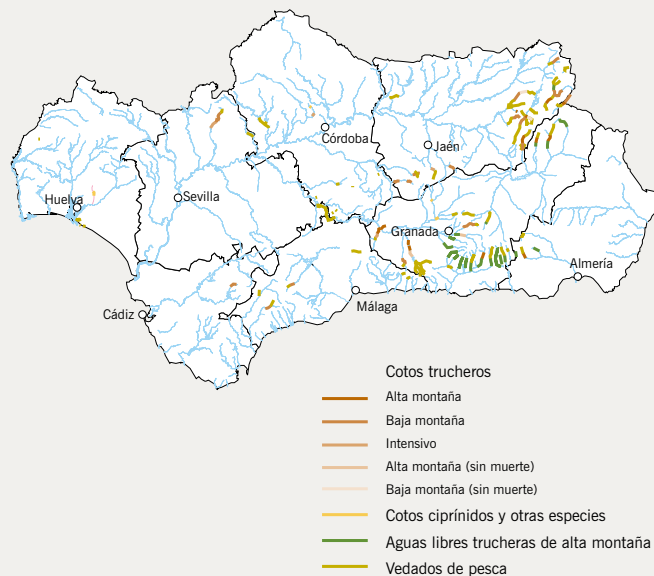 Córdoba
Jaén
Huelva
Sevilla
Granada
Almería
Cádiz
Málaga
Cotos trucheros
Alta montaña
Baja montaña
Intensivo
Alta montaña (sin muerte)
Baja montaña (sin muerte)
Cotos ciprínidos y otras especies
Aguas libres trucheras de alta montaña
Vedados de pesca